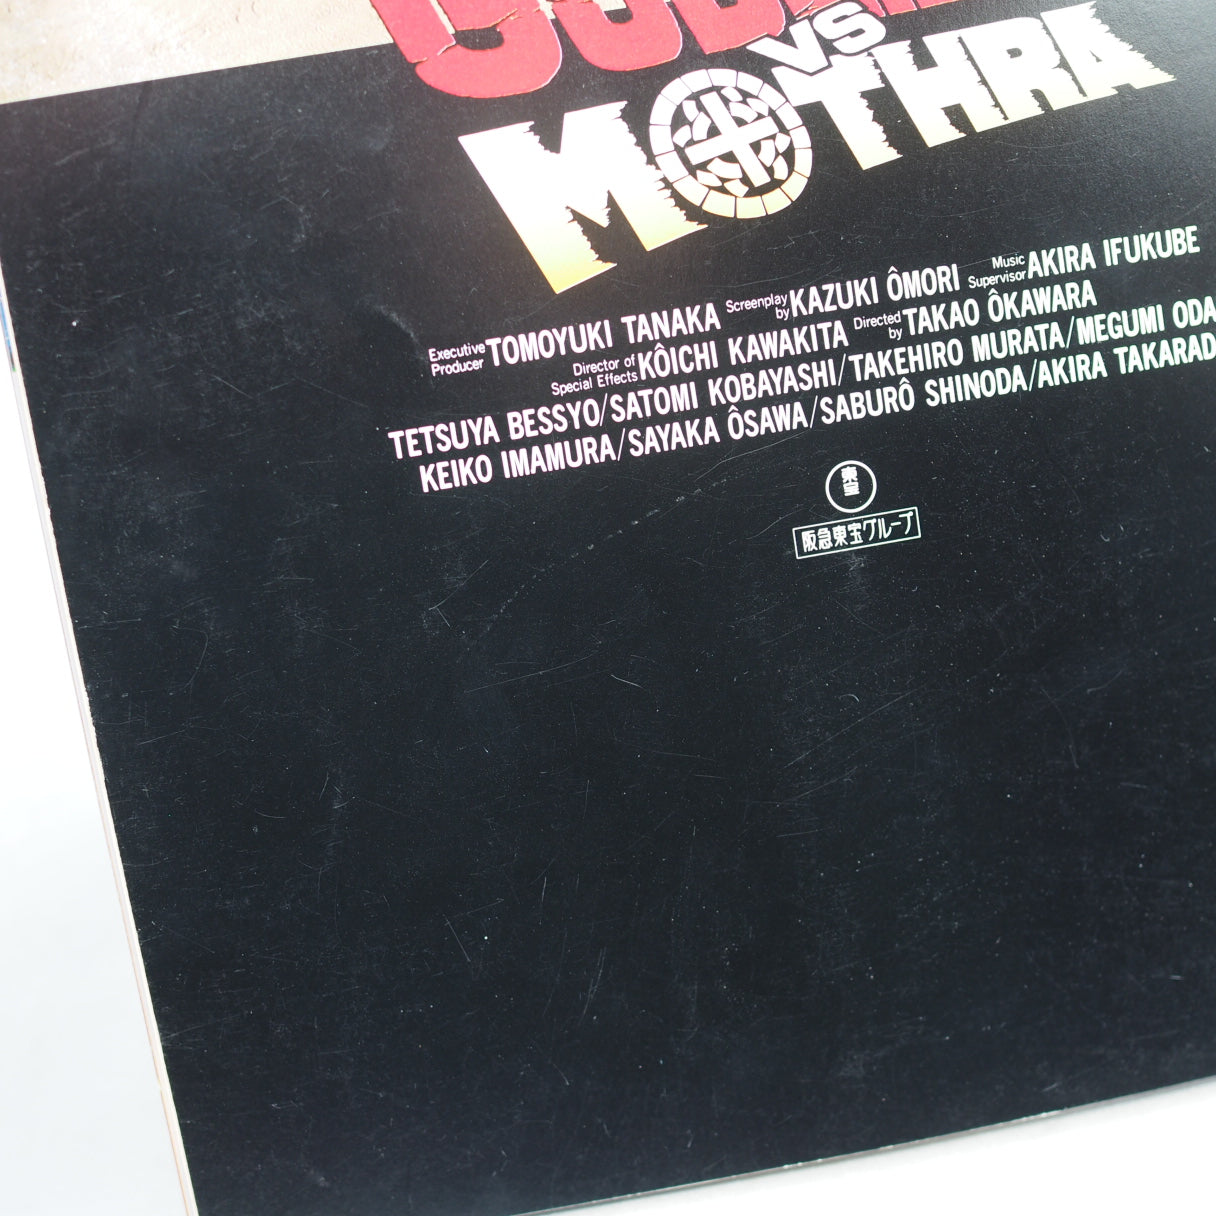 VS
MOTHRA
Executive Producer TOMOYUKI TANAKA Screenplay by KAZUKI ÔMORI Music Supervisor AKIRA IFUKUBE
Director of Special Effects KÔICHI KAWAKITA Directed by TAKAO ÔKAWARA
TETSUYA BESSYO/SATOMI KOBAYASHI/TAKEHIRO MURATA/MEGUMI ODA
KEIKO IMAMURA/SAYAKA ÔSAWA/SABURÔ SHINODA/AKIRA TAKARAD
東宝
阪急東宝グループ